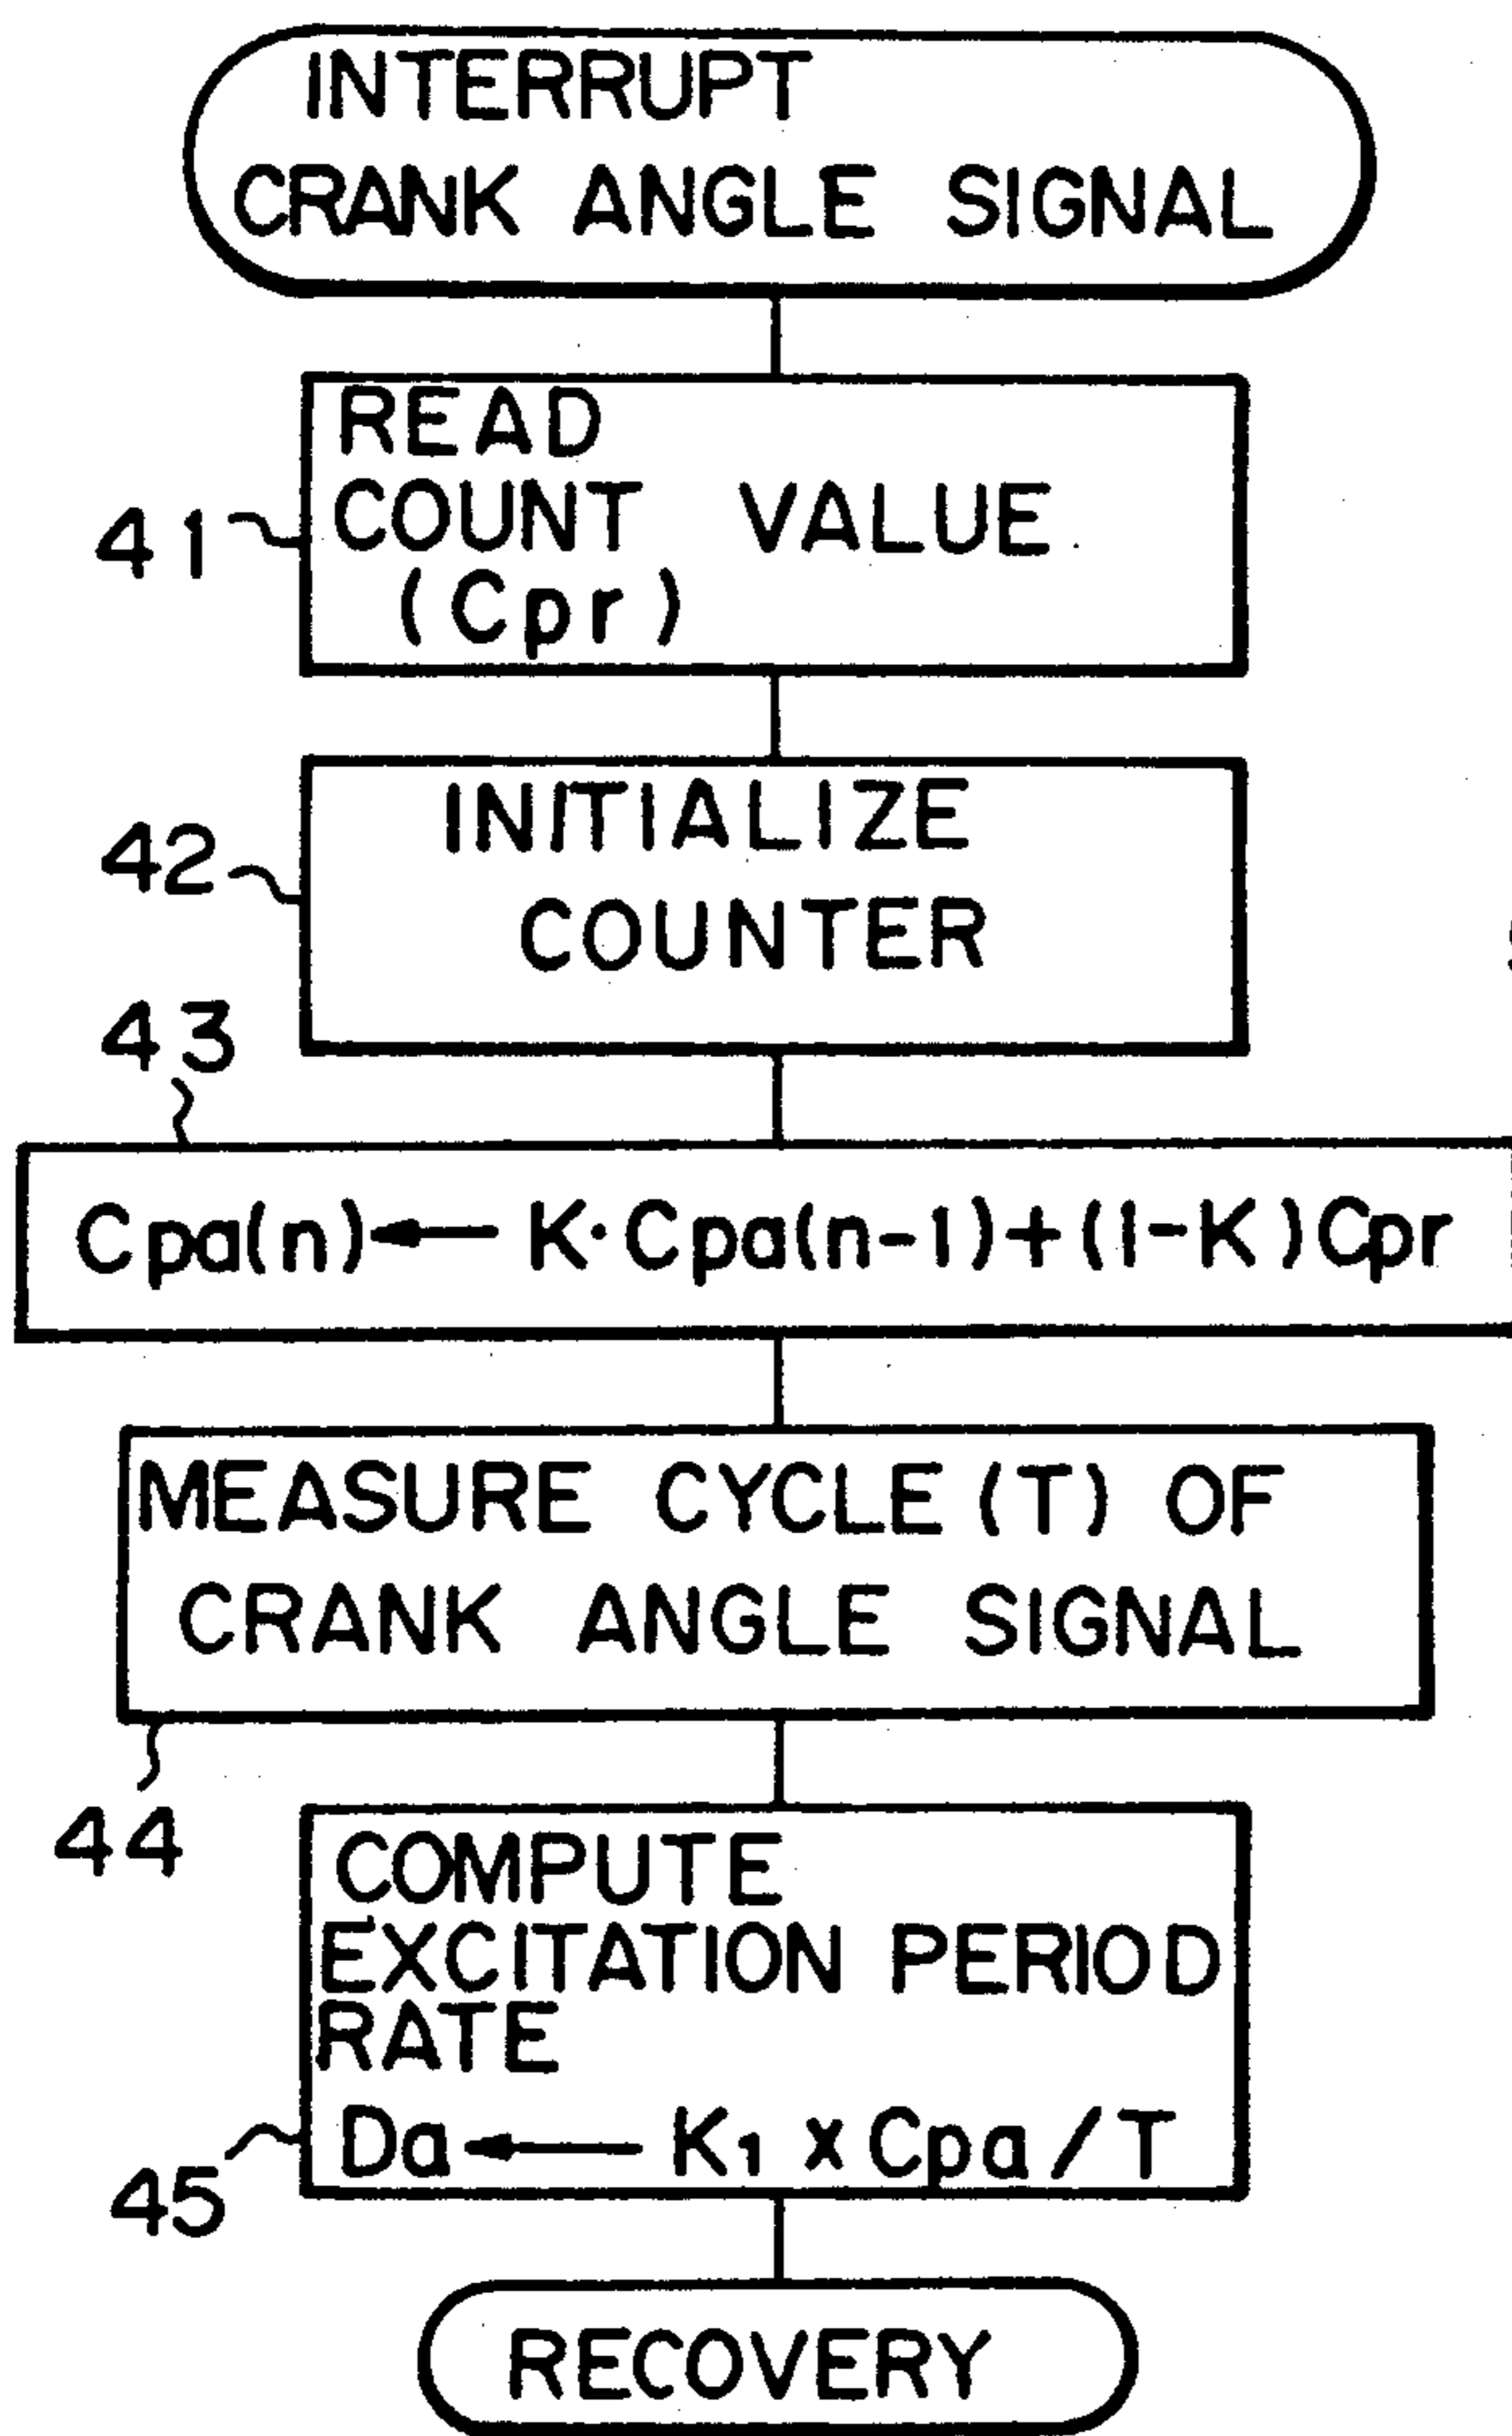 INTERRUPT
CRANK ANGLE SIGNAL
READ
COUNT VALUE
(Cpr)
41
INITIALIZE
COUNTER
42
43
Cpa(n)← K·Cpa(n-1)+(1-K)Cpr
MEASURE CYCLE(T) OF
CRANK ANGLE SIGNAL
44
COMPUTE
EXCITATION PERIOD
RATE
Da← K1 x Cpa/T
45
RECOVERY